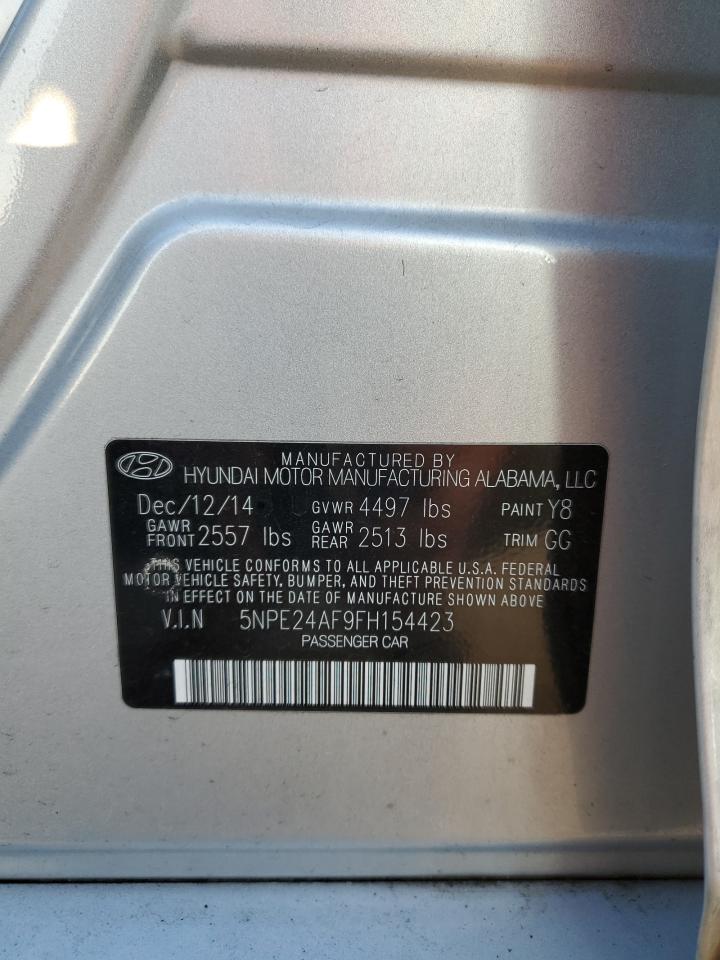 MANUFACTURED BY
HYUNDAI MOTOR MANUFACTURING ALABAMA, LLC
Dec/12/14 GVWR 4497 lbs PAINT Y8
GAWR FRONT 2557 lbs GAWR REAR 2513 lbs TRIM GG
THIS VEHICLE CONFORMS TO ALL APPLICABLE U.S.A. FEDERAL
MOTOR VEHICLE SAFETY, BUMPER, AND THEFT PREVENTION STANDARDS
IN EFFECT ON THE DATE OF MANUFACTURE SHOWN ABOVE
V.I.N 5NPE24AF9FH154423
PASSENGER CAR